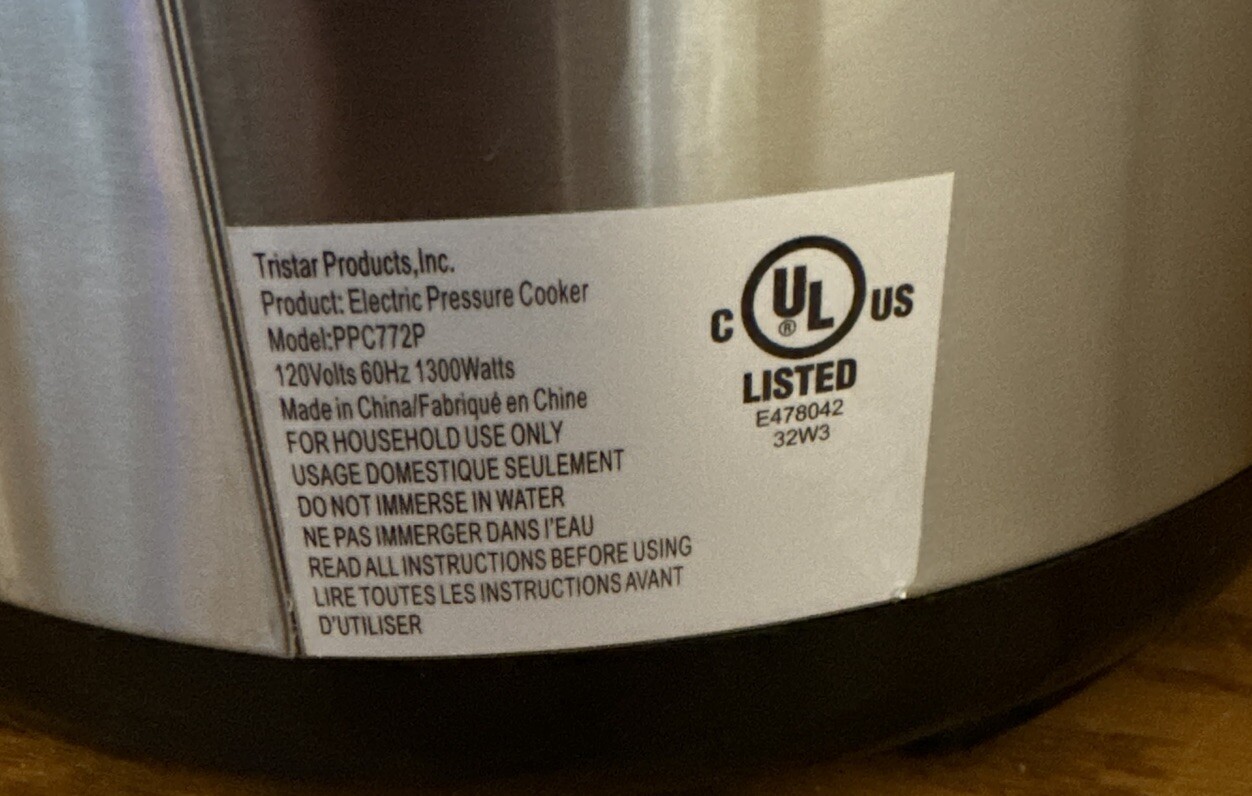 Tristar Products,Inc.
Product: Electric Pressure Cooker
Model:PPC772P
120Volts 60Hz 1300Watts
Made in China/Fabriqué en Chine
FOR HOUSEHOLD USE ONLY
USAGE DOMESTIQUE SEULEMENT
DO NOT IMMERSE IN WATER
NE PAS IMMERGER DANS l'EAU
READ ALL INSTRUCTIONS BEFORE USING
LIRE TOUTES LES INSTRUCTIONS AVANT
D'UTILISER
C UL ® US
LISTED
E478042
32W3